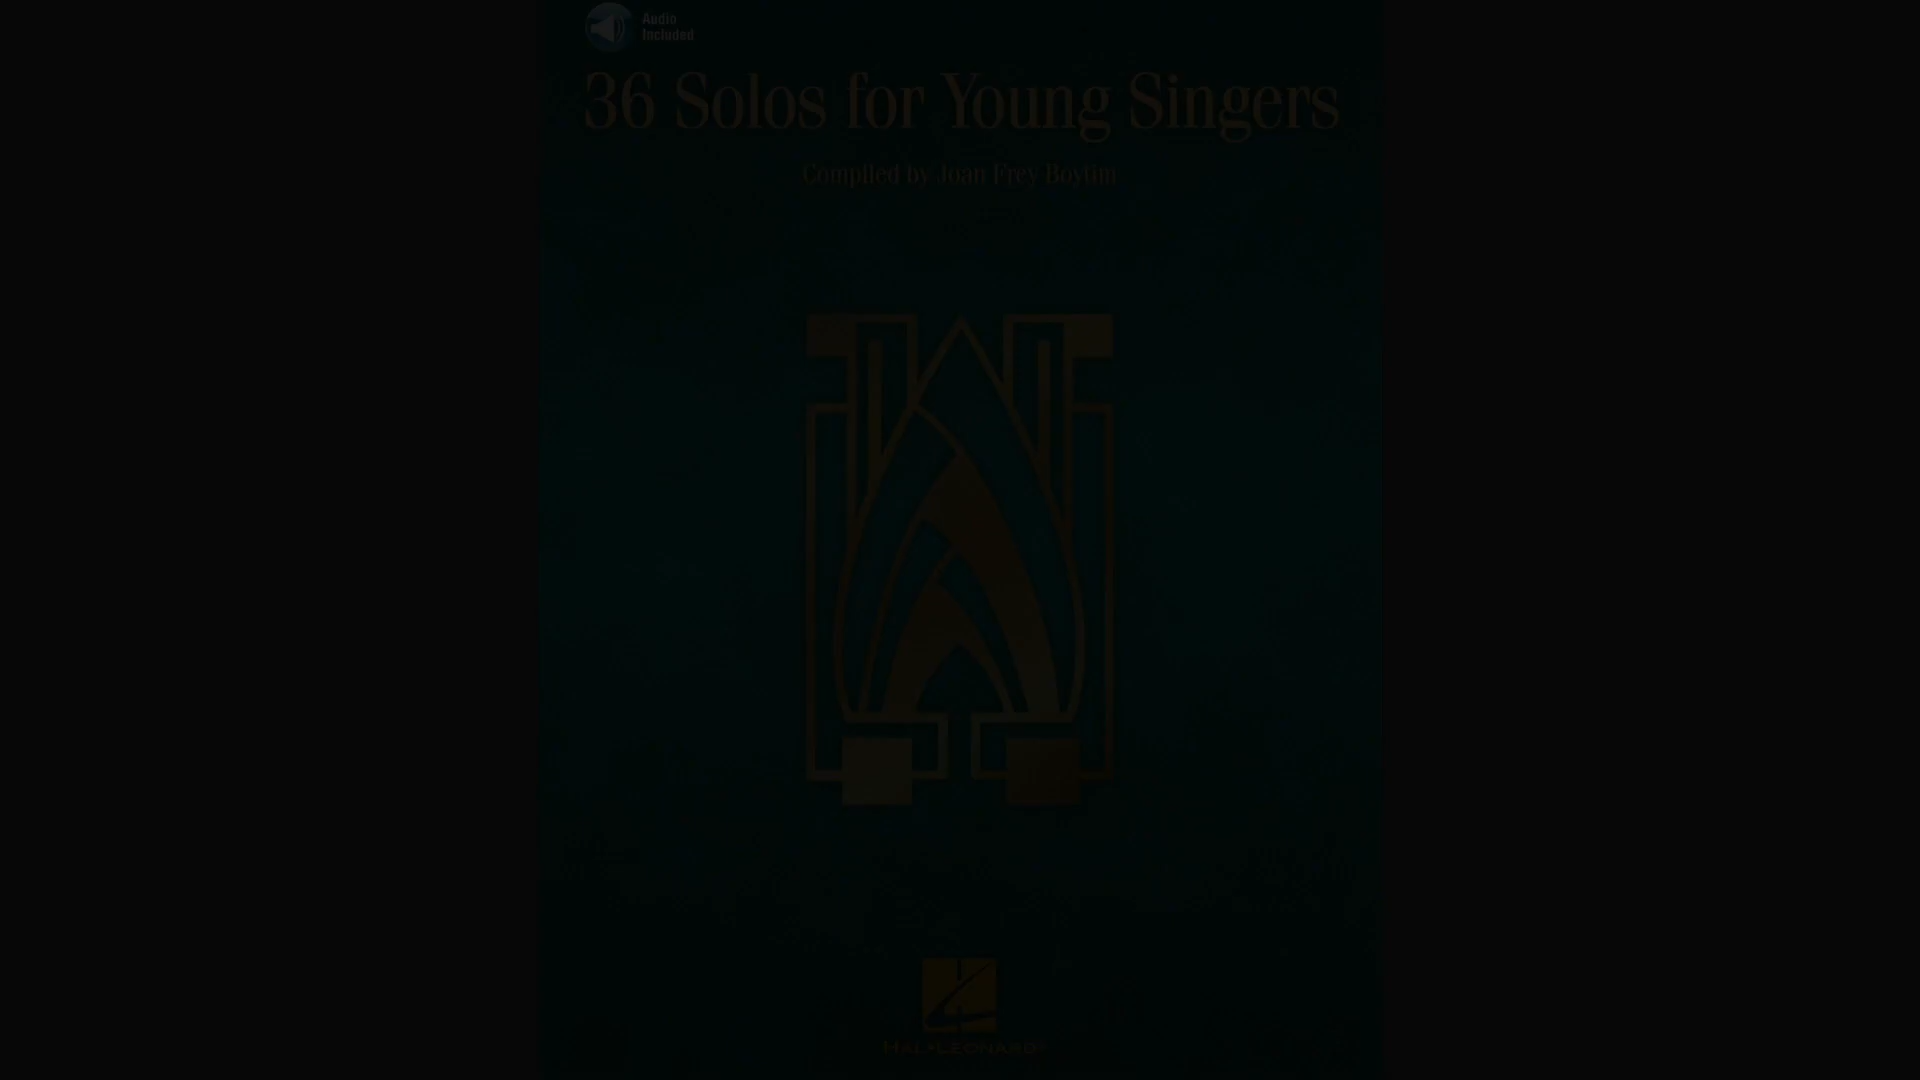 Audio
Included
36 Solos for Young Singers
Compiled by Joan Frey Boytim
HAL•LEONARD